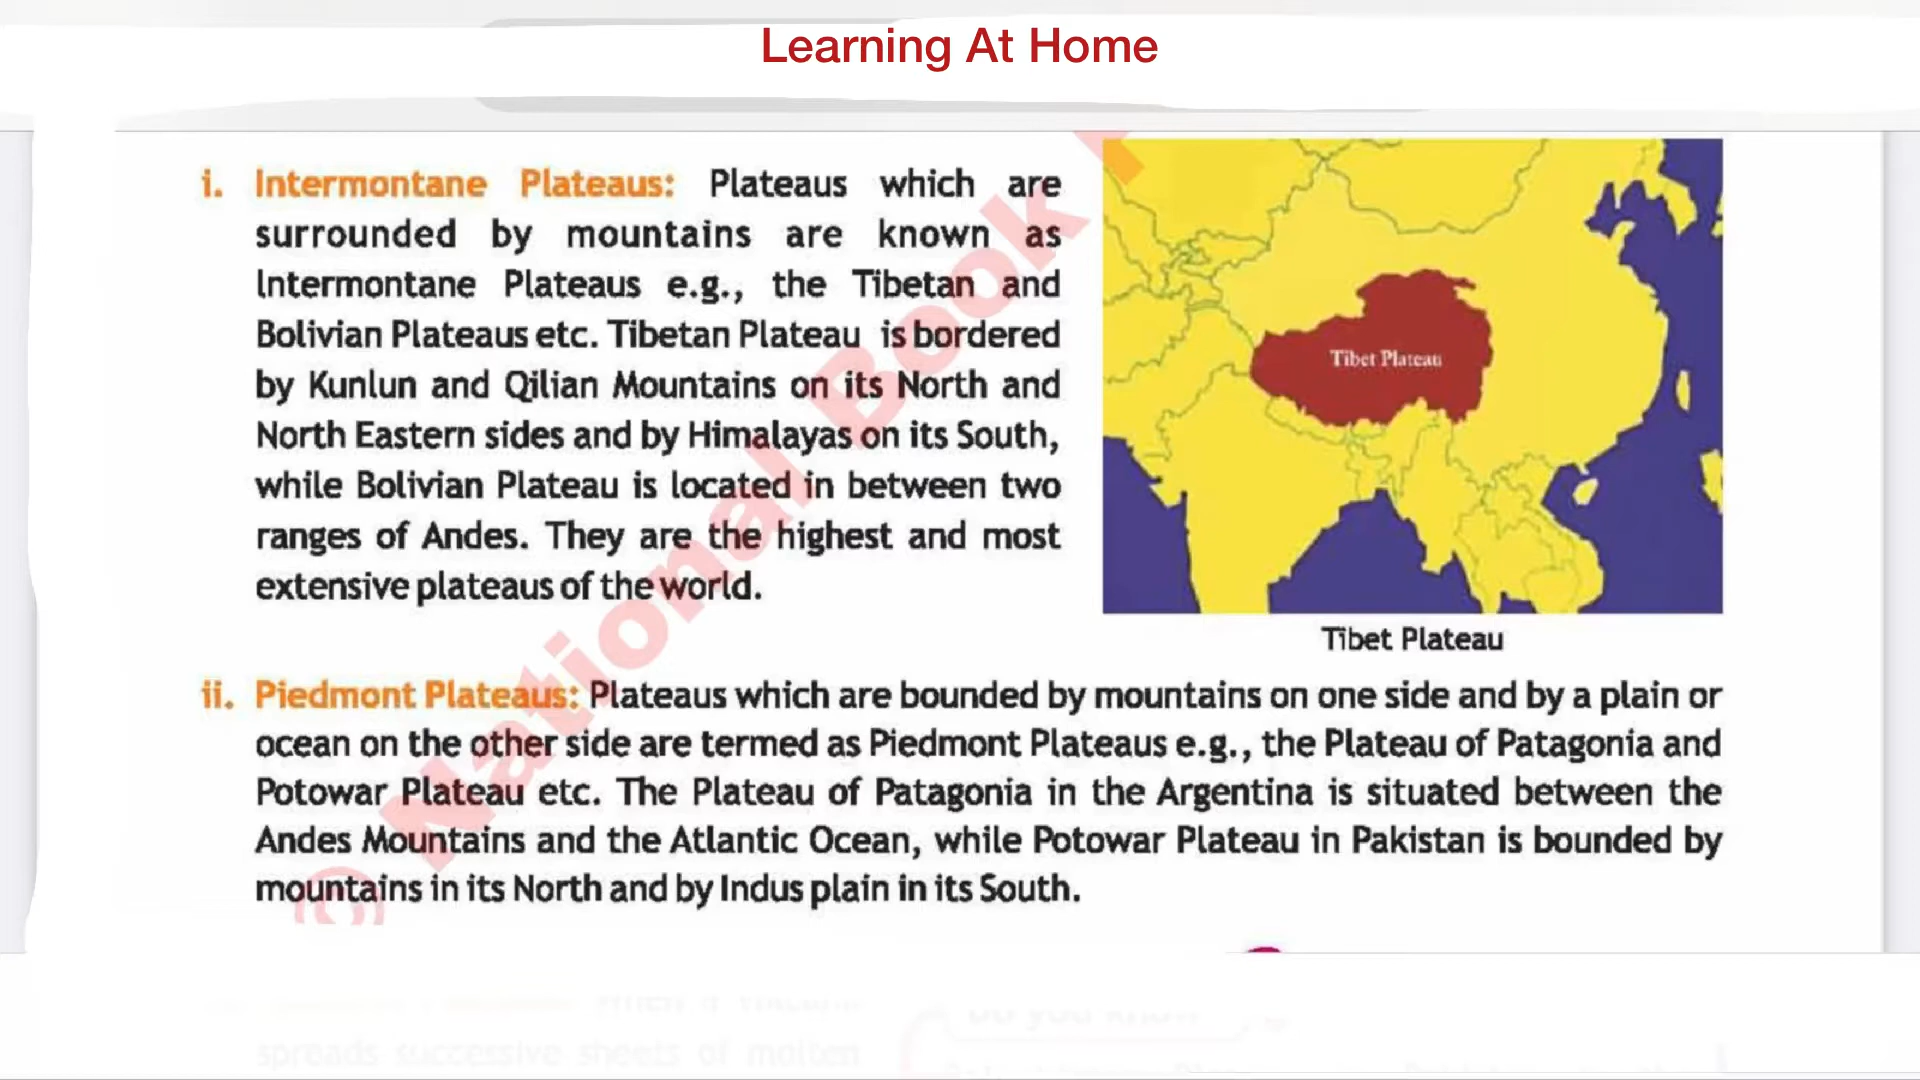 Learning At Home
i. Intermontane Plateaus: Plateaus which are
surrounded by mountains are known as
Intermontane Plateaus e.g., the Tibetan and
Bolivian Plateaus etc. Tibetan Plateau is bordered
by Kunlun and Qilian Mountains on its North and
North Eastern sides and by Himalayas on its South,
while Bolivian Plateau is located in between two
ranges of Andes. They are the highest and most
extensive plateaus of the world.
Tibet Plateau
Tibet Plateau
ii. Piedmont Plateaus: Plateaus which are bounded by mountains on one side and by a plain or
ocean on the other side are termed as Piedmont Plateaus e.g., the Plateau of Patagonia and
Potowar Plateau etc. The Plateau of Patagonia in the Argentina is situated between the
Andes Mountains and the Atlantic Ocean, while Potowar Plateau in Pakistan is bounded by
mountains in its North and by Indus plain in its South.
© National Book
spreads successive sheets of molten